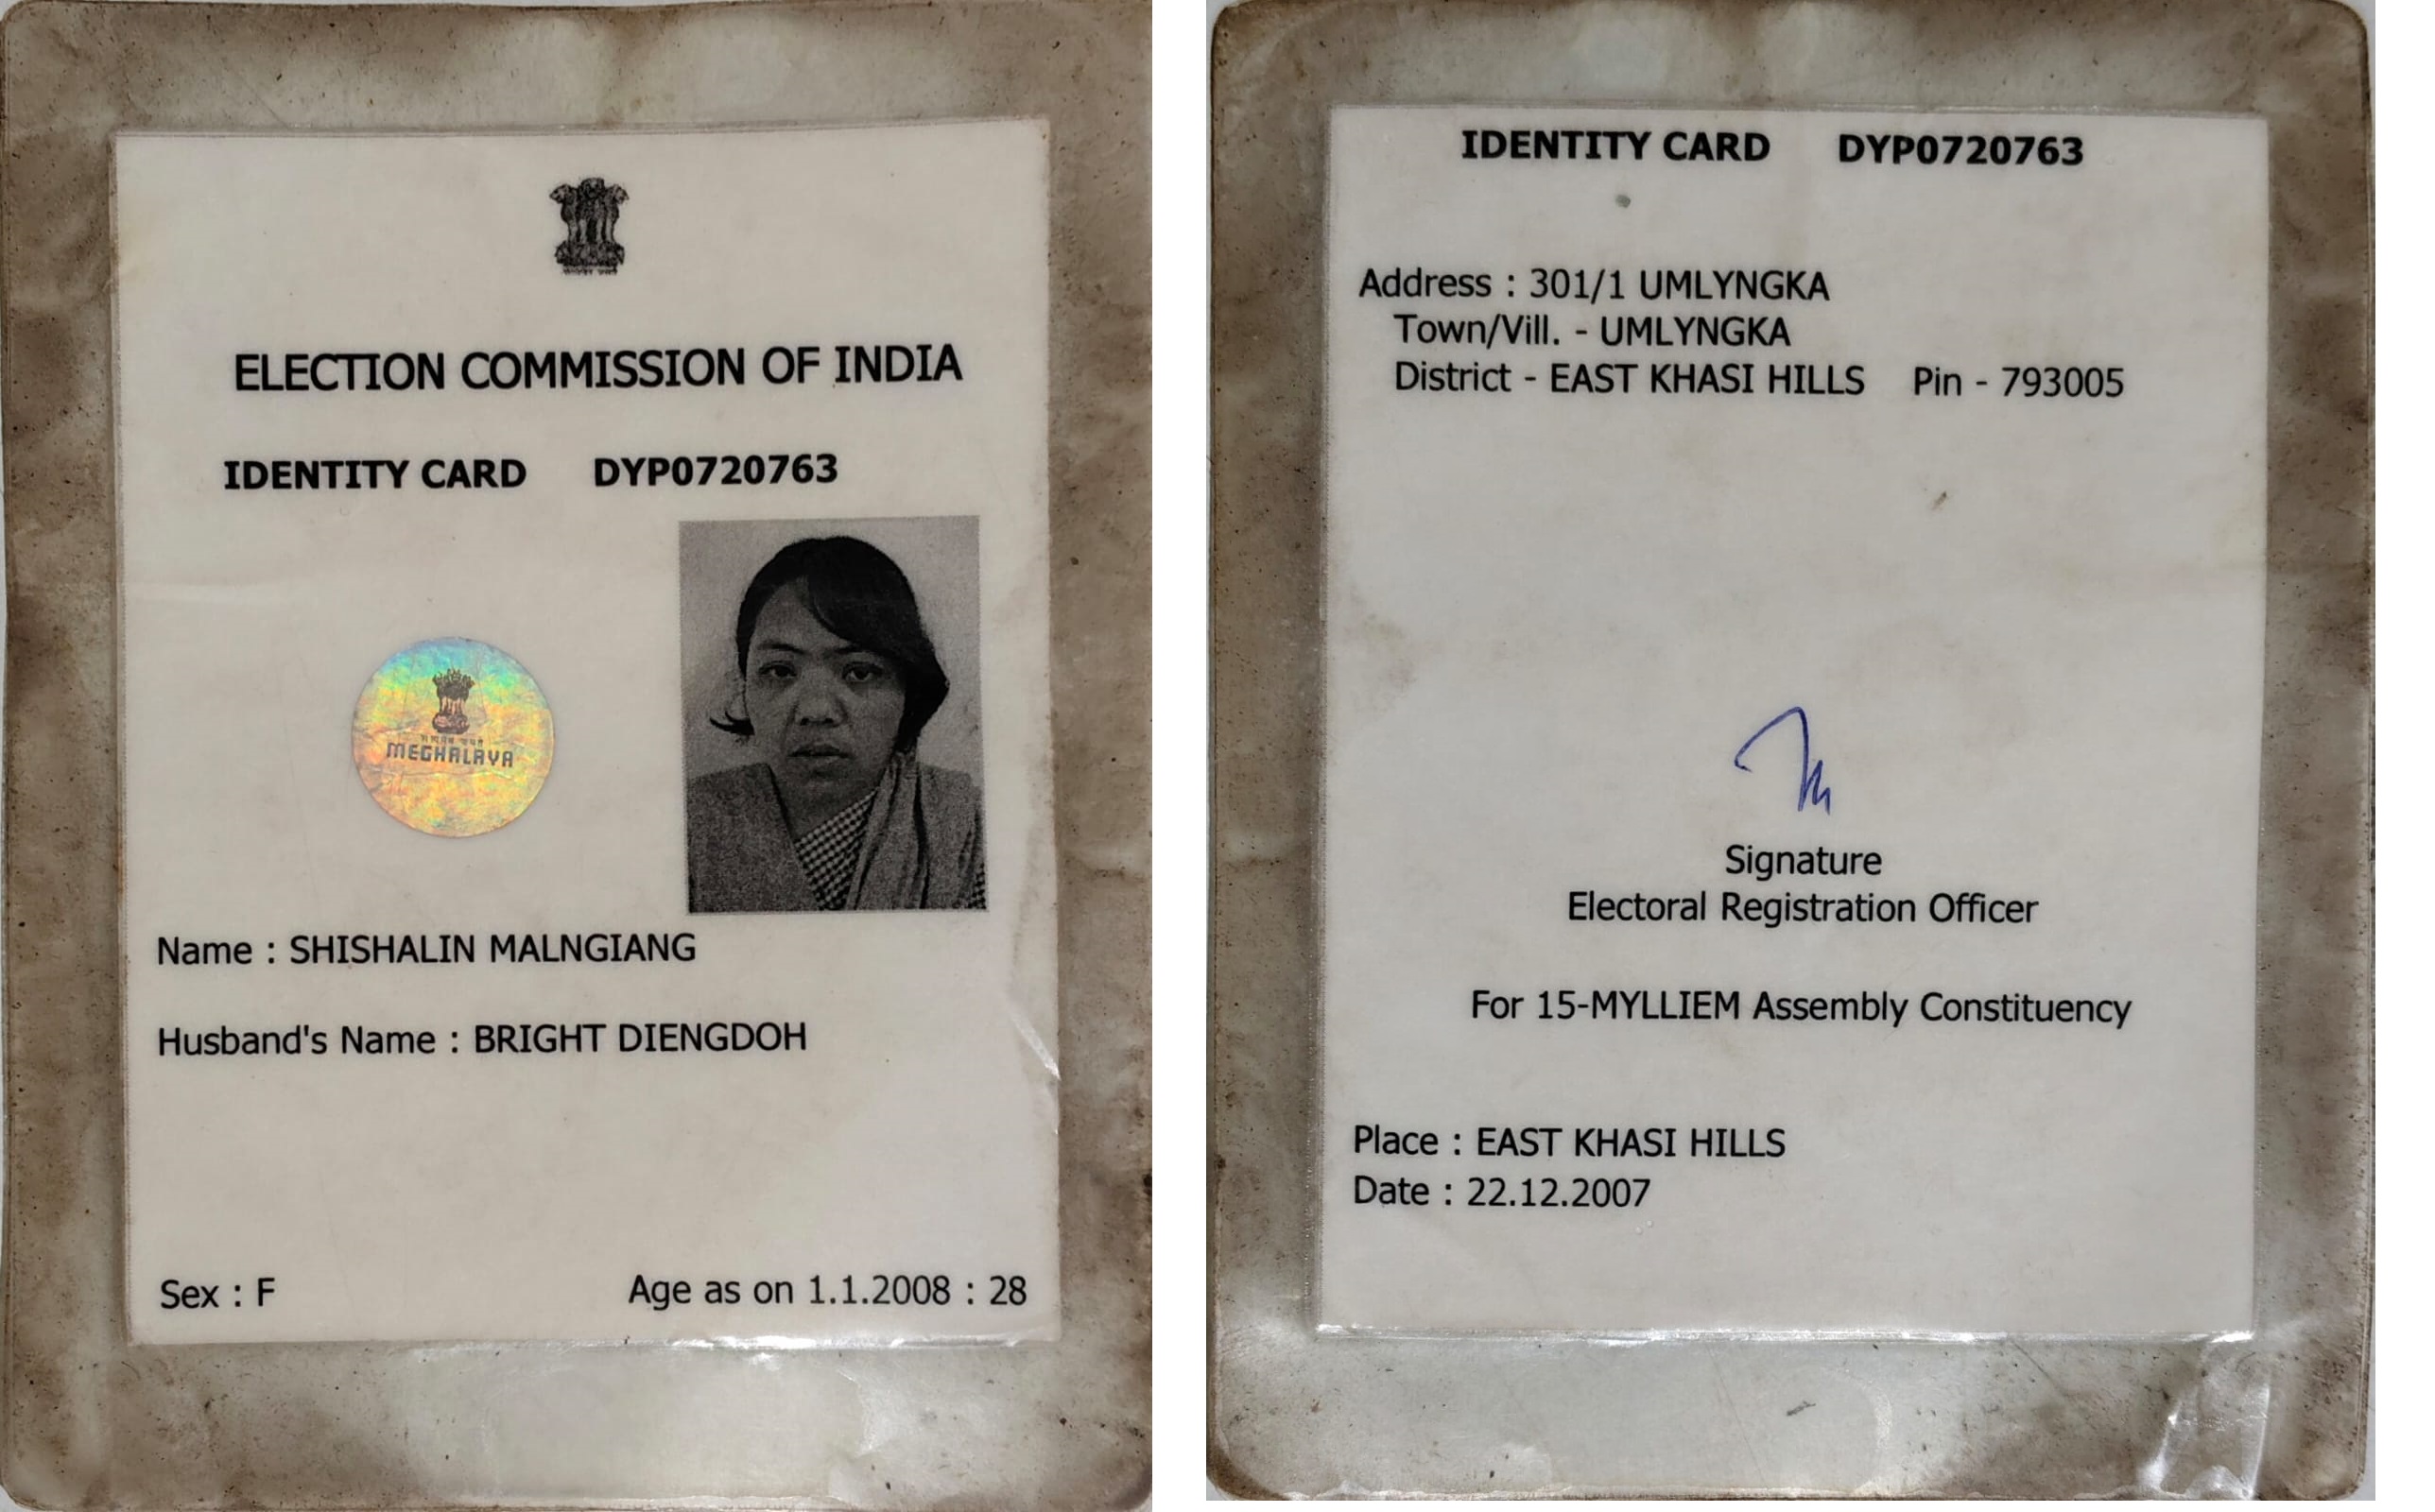 ELECTION COMMISSION OF INDIA
IDENTITY CARD DYP0720763
MEGHALAYA
Name : SHISHALIN MALNGIANG
Husband's Name : BRIGHT DIENGDOH
Sex : F Age as on 1.1.2008 : 28
IDENTITY CARD DYP0720763
Address : 301/1 UMLYNGKA
Town/Vill. - UMLYNGKA
District - EAST KHASI HILLS Pin - 793005
Signature
Electoral Registration Officer
For 15-MYLLIEM Assembly Constituency
Place : EAST KHASI HILLS
Date : 22.12.2007